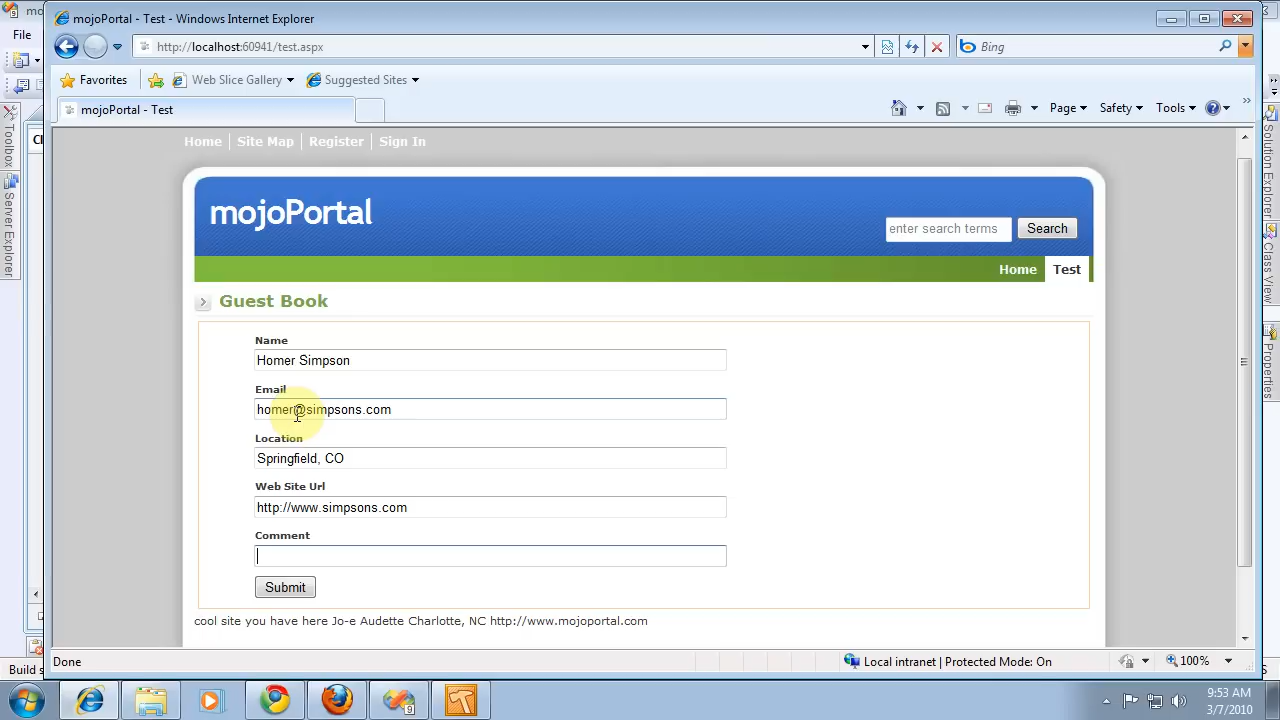 mojoPortal - Test - Windows Internet Explorer
File
http://localhost:60941/test.aspx
Bing
Favorites
Web Slice Gallery
Suggested Sites
mojoPortal - Test
Page
Safety
Tools
Toolbox
Server Explorer
Solution Explorer
Class View
Properties
Home
Site Map
Register
Sign In
mojoPortal
enter search terms
Search
Home
Test
Guest Book
Name
Homer Simpson
Email
homer@simpsons.com
Location
Springfield, CO
Web Site Url
http://www.simpsons.com
Comment
Submit
cool site you have here Jo-e Audette Charlotte, NC http://www.mojoportal.com
Done
Local intranet | Protected Mode: On
100%
Build s
9
9:53 AM
3/7/2010